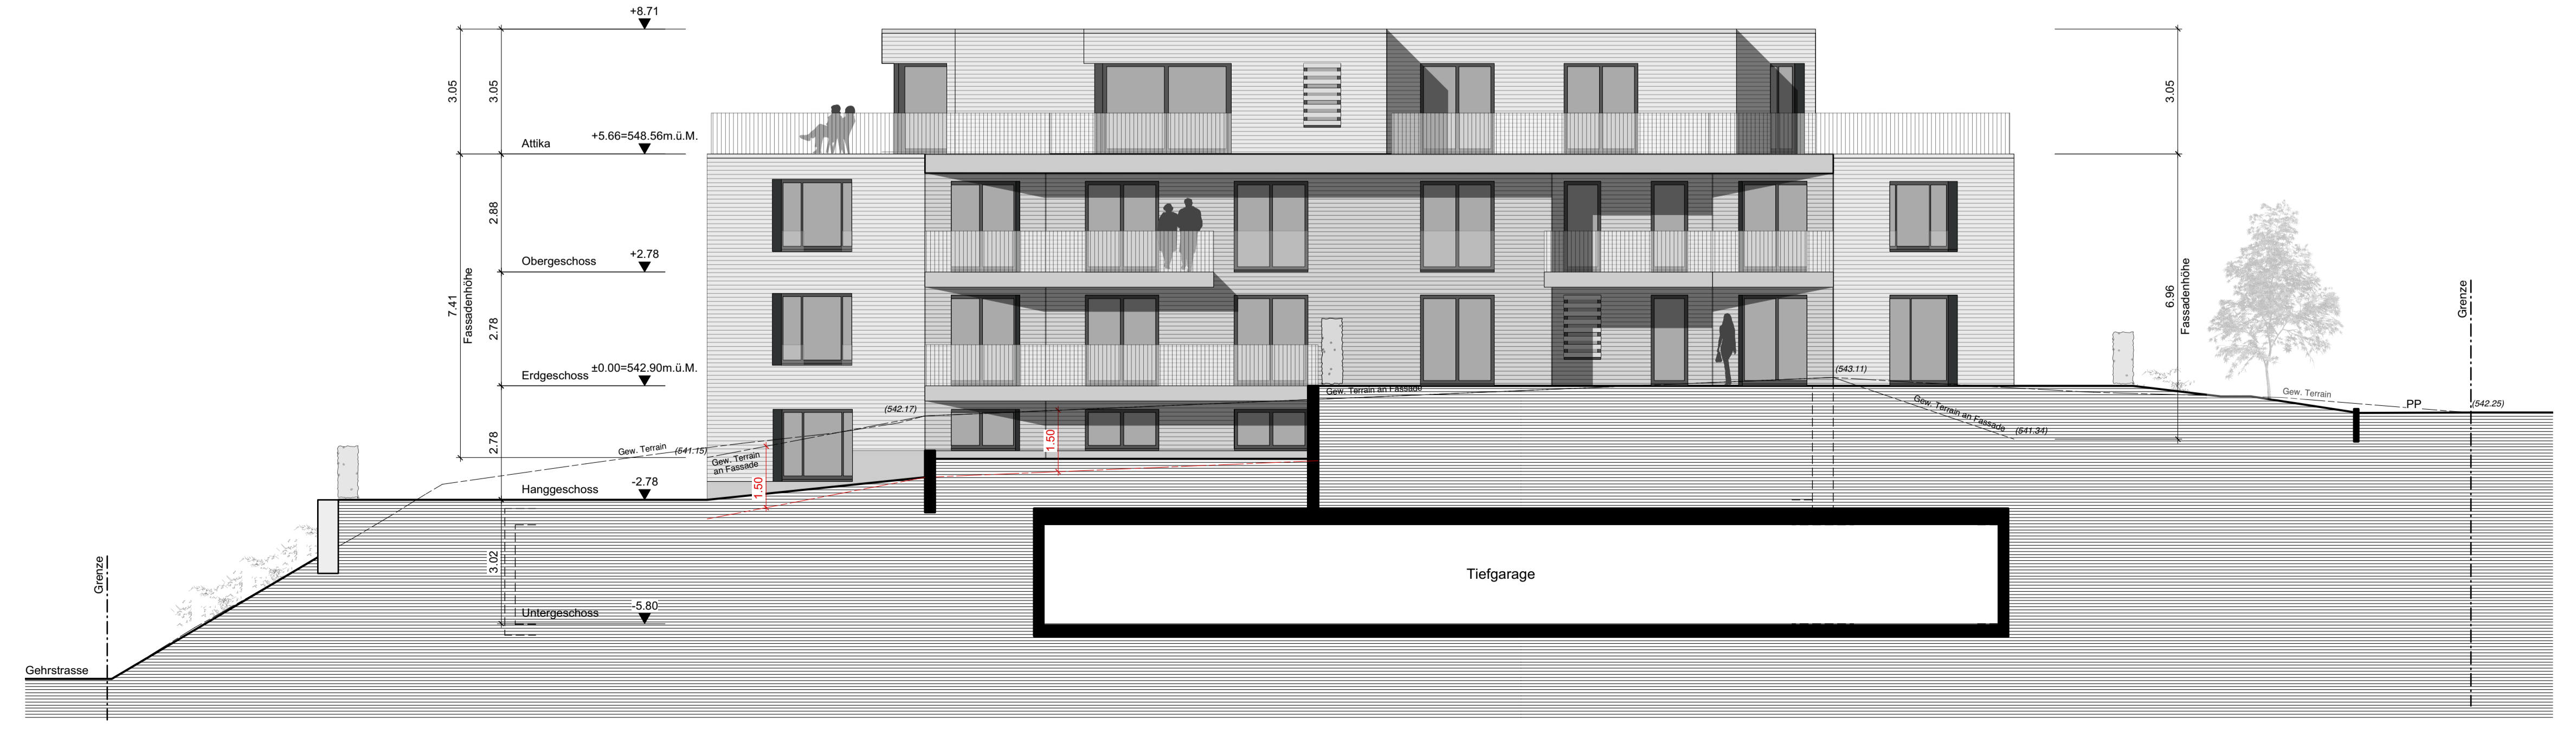 +8.71
3.05
3.05
3.05
Attika
+5.66=548.56m.ü.M.
2.88
Obergeschoss
+2.78
7.41
Fassadenhöhe
2.78
6.96
Fassadenhöhe
Grenze
Erdgeschoss
±0.00=542.90m.ü.M.
(543.11)
Gew. Terrain an Fassade
Gew. Terrain
(542.17)
Gew. Terrain an Fassade
PP
(542.25)
(541.34)
2.78
1.50
Gew. Terrain
(541.15)
Gew. Terrain
an Fassade
1.50
Hanggeschoss
-2.78
3.02
Grenze
Tiefgarage
Untergeschoss
-5.80
Gehrstrasse